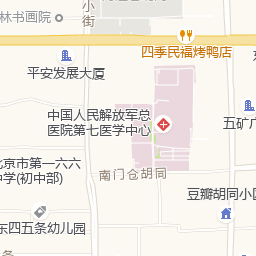 小街
林书画院
四季民福烤鸭店
平安发展大厦
中国人民解放军总
医院第七医学中心
五矿广
北京市第一六六
中学(初中部)
南门仓胡同
豆瓣胡同小区
东四五条幼儿园